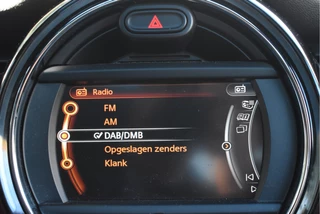 Radio
FM
AM
DAB/DMB
Opgeslagen zenders
Klank